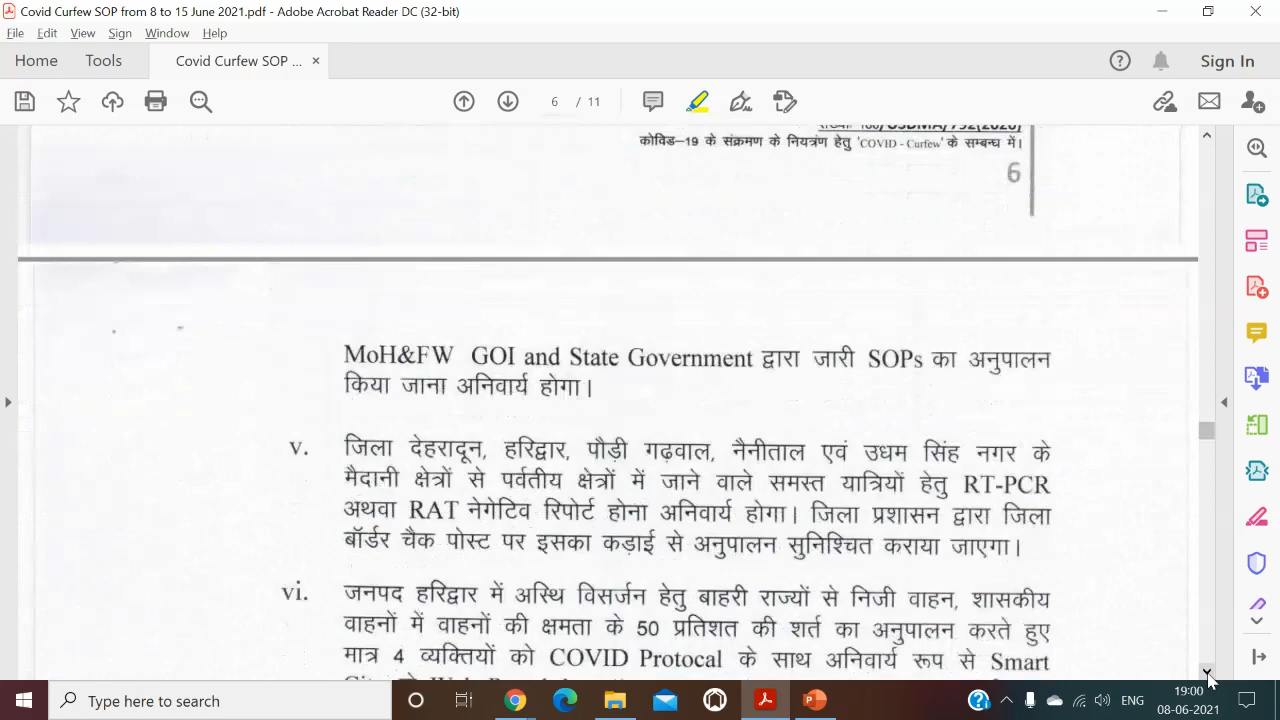 Covid Curfew SOP from 8 to 15 June 2021.pdf - Adobe Acrobat Reader DC (32-bit)
File Edit View Sign Window Help
Home Tools Covid Curfew SOP ... × Sign In
6 / 11
/USDMA/792(2020)
कोविड–19 के संक्रमण के नियत्रंण हेतु 'COVID - Curfew' के सम्बन्ध में।
6
MoH&FW GOI and State Government द्वारा जारी SOPs का अनुपालन
किया जाना अनिवार्य होगा।
v. जिला देहरादून, हरिद्वार, पौड़ी गढ़वाल, नैनीताल एवं उधम सिंह नगर के
मैदानी क्षेत्रों से पर्वतीय क्षेत्रों में जाने वाले समस्त यात्रियों हेतु RT-PCR
अथवा RAT नेगेटिव रिपोर्ट होना अनिवार्य होगा। जिला प्रशासन द्वारा जिला
बॉर्डर चैक पोस्ट पर इसका कड़ाई से अनुपालन सुनिश्चित कराया जाएगा।
vi. जनपद हरिद्वार में अस्थि विसर्जन हेतु बाहरी राज्यों से निजी वाहन, शासकीय
वाहनों में वाहनों की क्षमता के 50 प्रतिशत की शर्त का अनुपालन करते हुए
मात्र 4 व्यक्तियों को COVID Protocal के साथ अनिवार्य रूप से Smart
Type here to search
ENG
19:00
08-06-2021